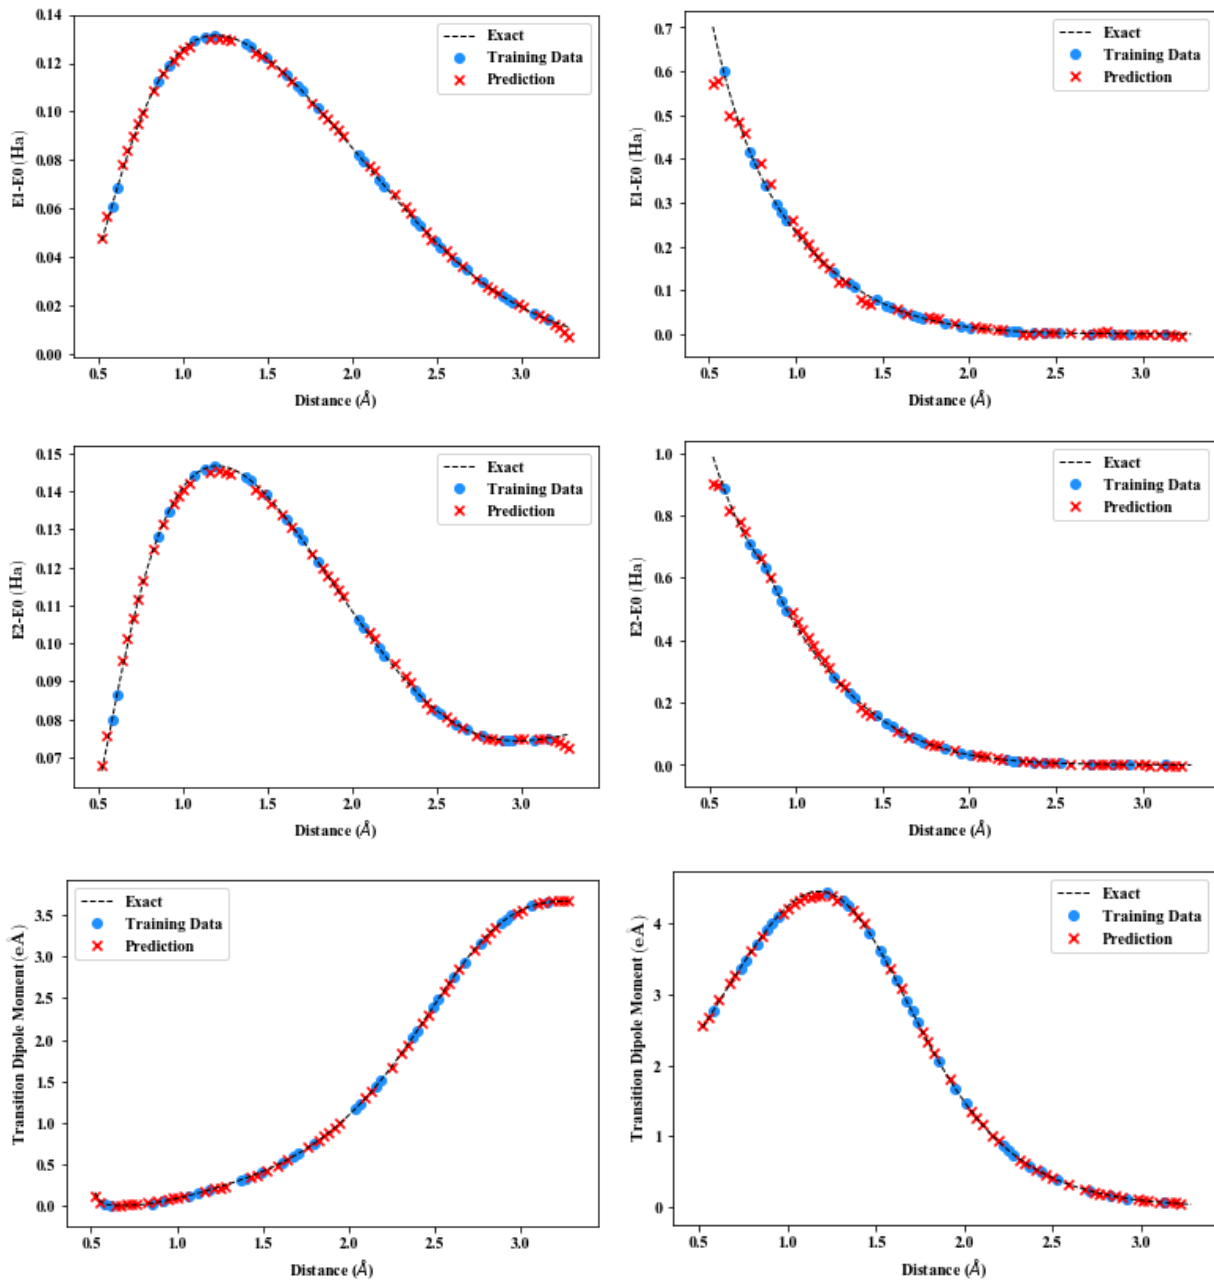 0.14
0.12
0.10
0.08
0.06
0.04
0.02
0.00
E1-E0 (Ha)
Exact
Training Data
Prediction
0.5 1.0 1.5 2.0 2.5 3.0
Distance (Å)
0.7
0.6
0.5
0.4
0.3
0.2
0.1
0.0
E1-E0 (Ha)
Exact
Training Data
Prediction
0.5 1.0 1.5 2.0 2.5 3.0
Distance (Å)
0.15
0.14
0.13
0.12
0.11
0.10
0.09
0.08
0.07
E2-E0 (Ha)
Exact
Training Data
Prediction
0.5 1.0 1.5 2.0 2.5 3.0
Distance (Å)
1.0
0.8
0.6
0.4
0.2
0.0
E2-E0 (Ha)
Exact
Training Data
Prediction
0.5 1.0 1.5 2.0 2.5 3.0
Distance (Å)
3.5
3.0
2.5
2.0
1.5
1.0
0.5
0.0
Transition Dipole Moment (eÅ)
Exact
Training Data
Prediction
0.5 1.0 1.5 2.0 2.5 3.0
Distance (Å)
4
3
2
1
0
Transition Dipole Moment (eÅ)
Exact
Training Data
Prediction
0.5 1.0 1.5 2.0 2.5 3.0
Distance (Å)